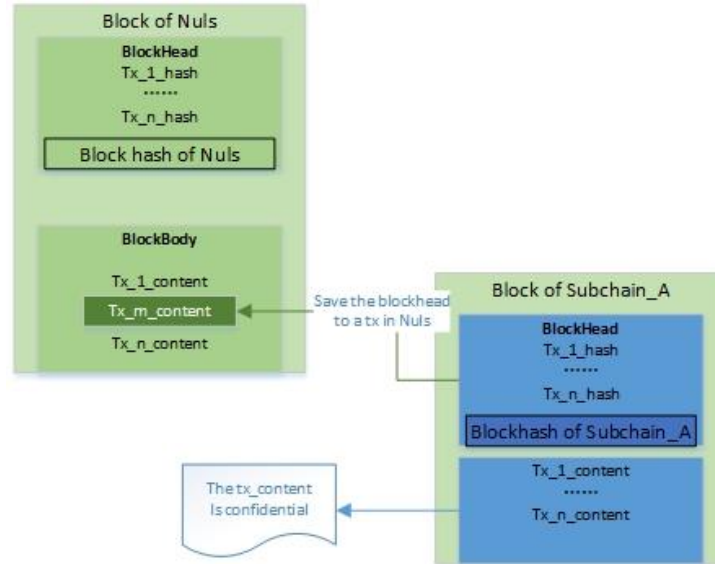 Block of Nuls
BlockHead
Tx_1_hash
······
Tx_n_hash
Block hash of Nuls
BlockBody
Tx_1_content
Tx_m_content
Tx_n_content
Save the blockhead
to a tx in Nuls
Block of Subchain_A
BlockHead
Tx_1_hash
······
Tx_n_hash
Blockhash of Subchain_A
Tx_1_content
······
Tx_n_content
The tx_content
Is confidential